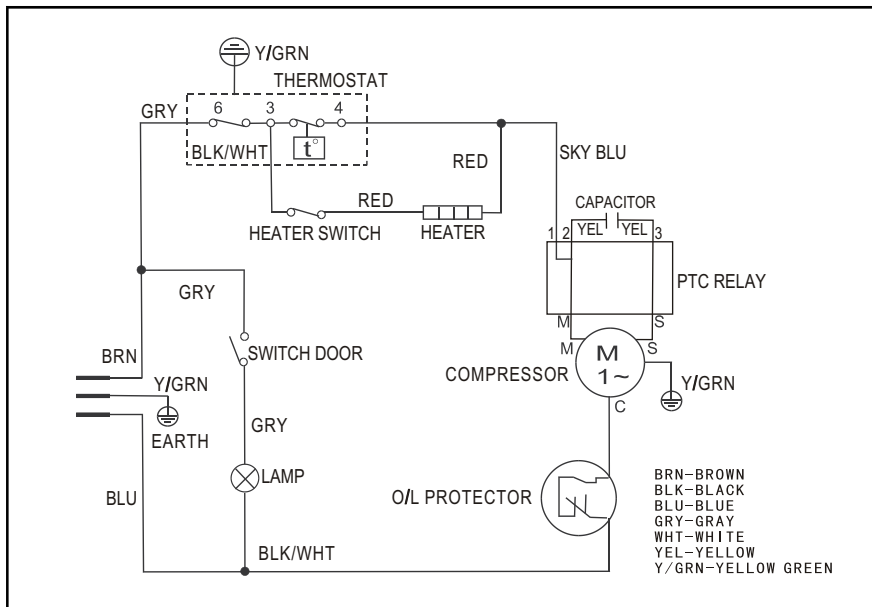 Y/GRN
THERMOSTAT
GRY
6 3 4
BLK/WHT
t°
RED
SKY BLU
RED
HEATER SWITCH
HEATER
CAPACITOR
1 2 YEL YEL 3
PTC RELAY
GRY
M S
SWITCH DOOR
BRN
M M S
1~
COMPRESSOR
Y/GRN
Y/GRN
C
EARTH
GRY
LAMP
BLU
O/L PROTECTOR
BLK/WHT
BRN-BROWN
BLK-BLACK
BLU-BLUE
GRY-GRAY
WHT-WHITE
YEL-YELLOW
Y/GRN-YELLOW GREEN